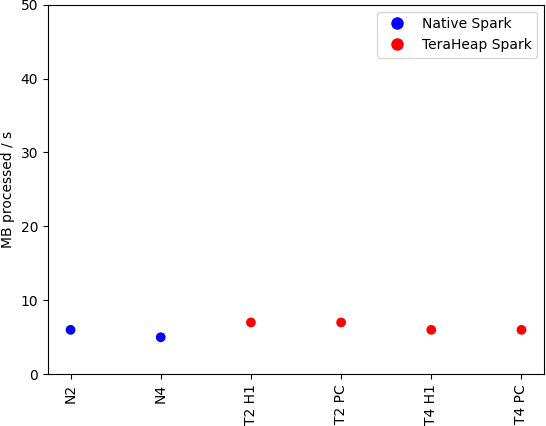 50
40
30
20
10
0
MB processed / s
Native Spark
TeraHeap Spark
N2
N4
T2 H1
T2 PC
T4 H1
T4 PC